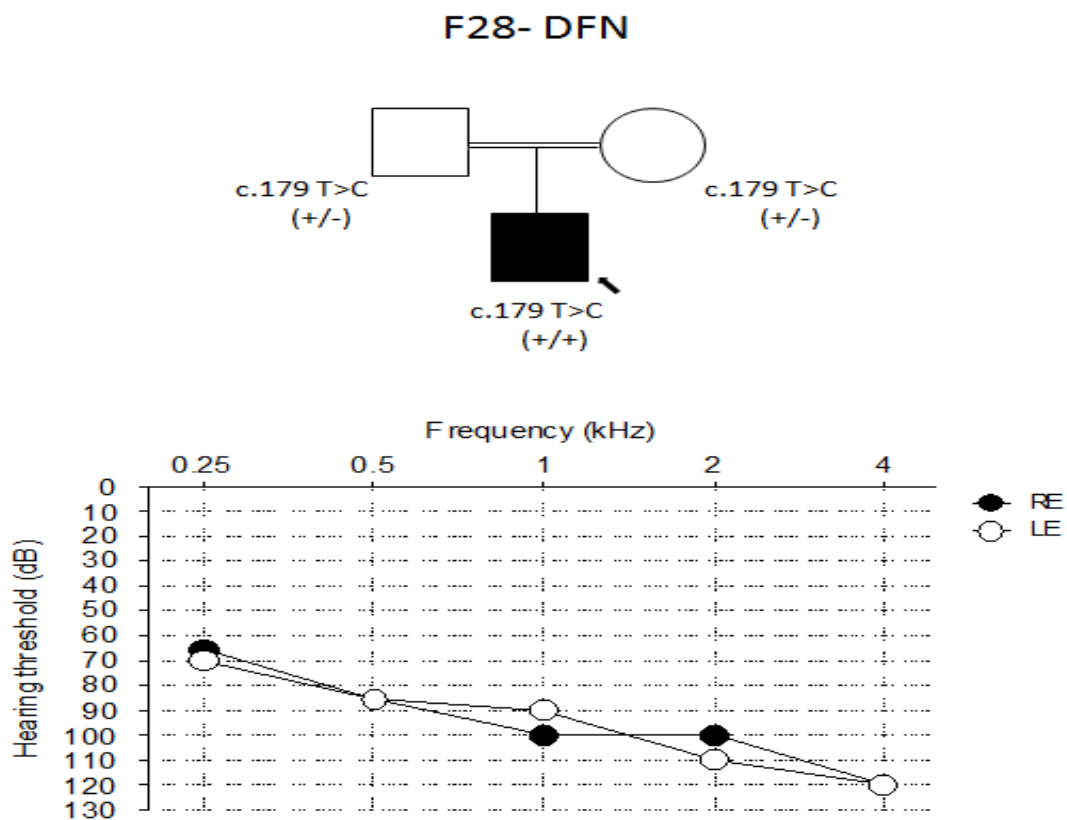 F28- DFN
c.179 T>C
(+/-)
c.179 T>C
(+/-)
c.179 T>C
(+/+)
Frequency (kHz)
0.25 0.5 1 2 4
Hearing threshold (dB)
0
10
20
30
40
50
60
70
80
90
100
110
120
130
RE
LE